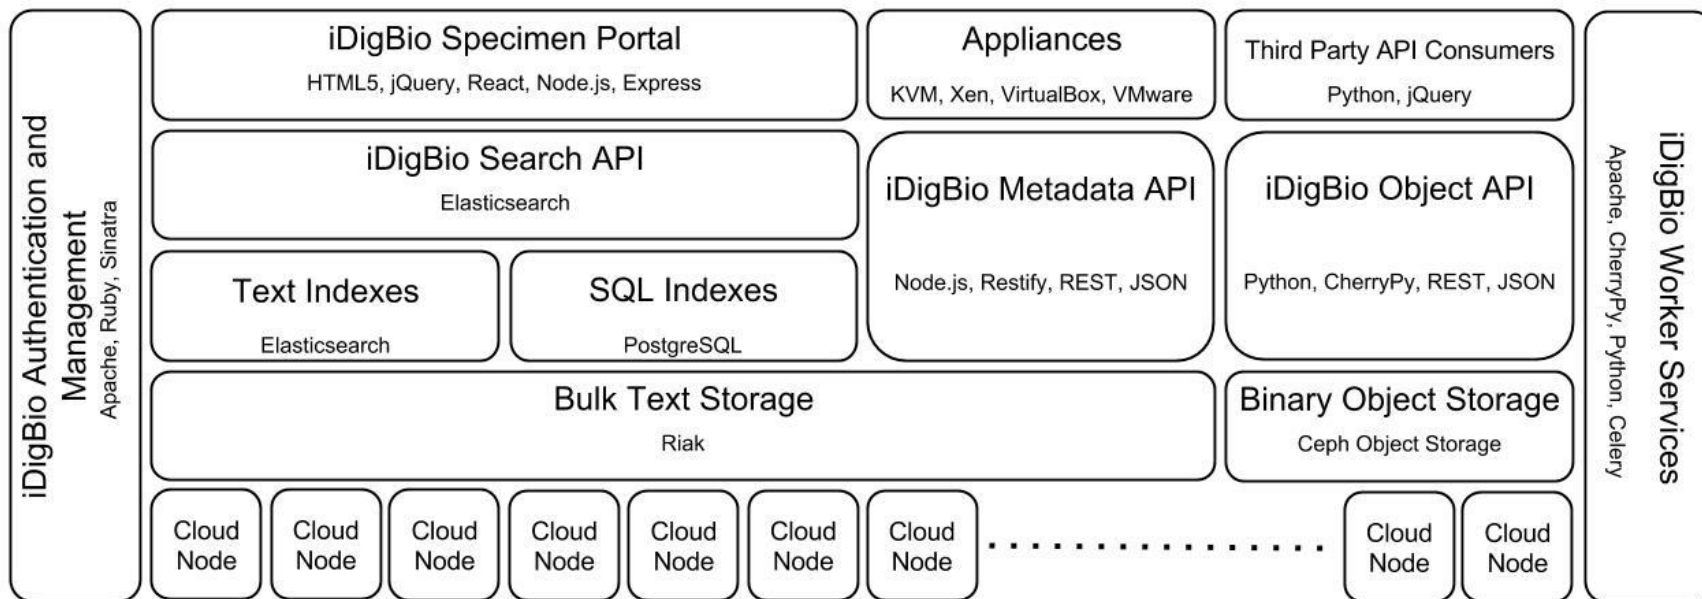 iDigBio Authentication and
Management
Apache, Ruby, Sinatra
iDigBio Specimen Portal
HTML5, jQuery, React, Node.js, Express
Appliances
KVM, Xen, VirtualBox, VMware
Third Party API Consumers
Python, jQuery
iDigBio Search API
Elasticsearch
iDigBio Metadata API
Node.js, Restify, REST, JSON
iDigBio Object API
Python, CherryPy, REST, JSON
Text Indexes
Elasticsearch
SQL Indexes
PostgreSQL
Bulk Text Storage
Riak
Binary Object Storage
Ceph Object Storage
Cloud
Node
Cloud
Node
Cloud
Node
Cloud
Node
Cloud
Node
Cloud
Node
Cloud
Node
Cloud
Node
Cloud
Node
iDigBio Worker Services
Apache, CherryPy, Python, Celery